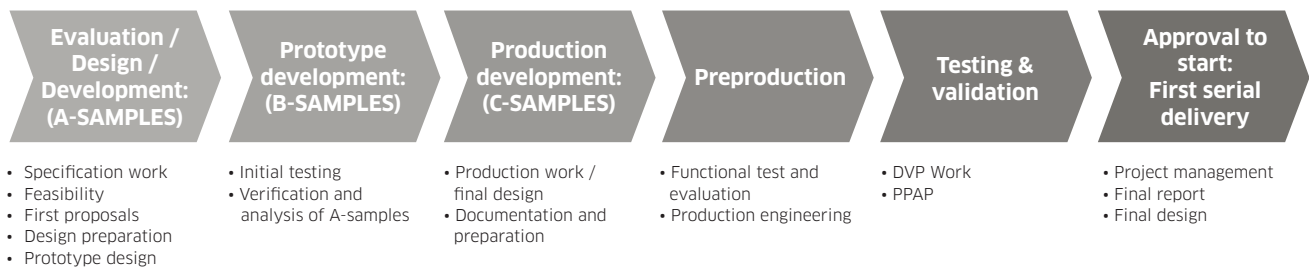 Evaluation /
Design /
Development:
(A-SAMPLES)
Prototype
development:
(B-SAMPLES)
Production
development:
(C-SAMPLES)
Preproduction
Testing &
validation
Approval to
start:
First serial
delivery
• Specification work
• Feasibility
• First proposals
• Design preparation
• Prototype design
• Initial testing
• Verification and
analysis of A-samples
• Production work /
final design
• Documentation and
preparation
• Functional test and
evaluation
• Production engineering
• DVP Work
• PPAP
• Project management
• Final report
• Final design